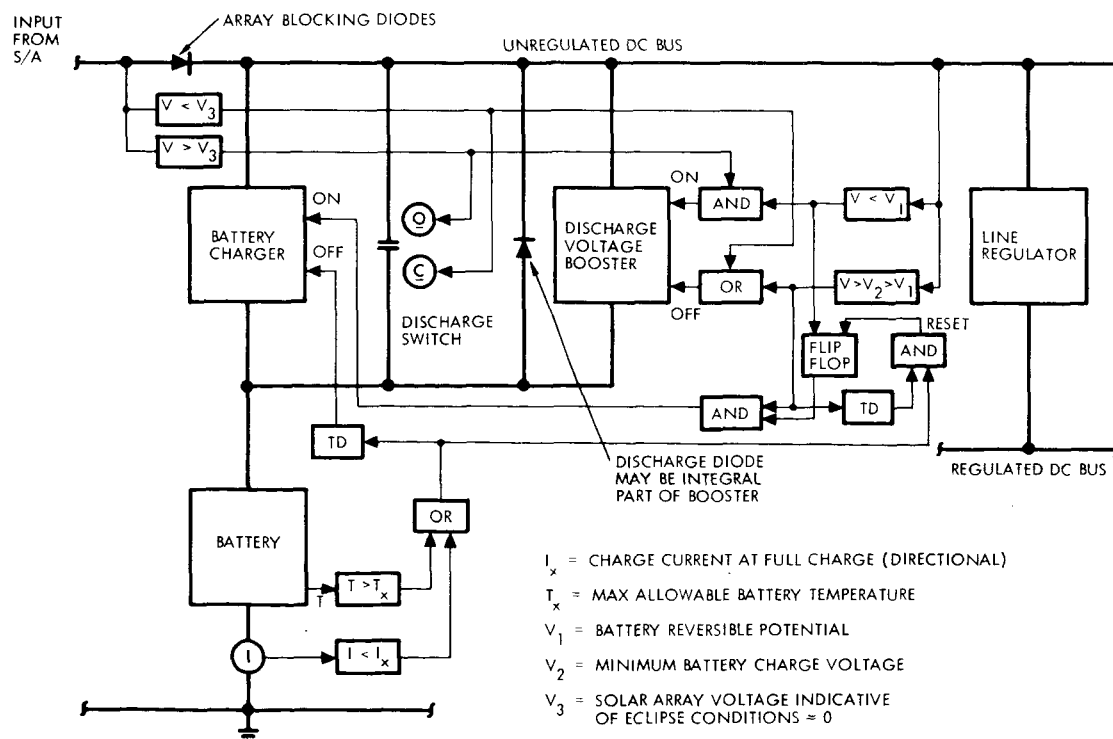 INPUT
FROM
S/A
ARRAY BLOCKING DIODES
UNREGULATED DC BUS
V < V3
V > V3
BATTERY
CHARGER
ON
OFF
O
C
DISCHARGE
SWITCH
DISCHARGE
VOLTAGE
BOOSTER
ON
OFF
AND
OR
V < V1
V>V2>V1
LINE
REGULATOR
FLIP
FLOP
RESET
AND
AND
TD
TD
REGULATED DC BUS
DISCHARGE DIODE
MAY BE INTEGRAL
PART OF BOOSTER
BATTERY
OR
T
T > Tx
I
I < Ix
Ix = CHARGE CURRENT AT FULL CHARGE (DIRECTIONAL)
Tx = MAX ALLOWABLE BATTERY TEMPERATURE
V1 = BATTERY REVERSIBLE POTENTIAL
V2 = MINIMUM BATTERY CHARGE VOLTAGE
V3 = SOLAR ARRAY VOLTAGE INDICATIVE
OF ECLIPSE CONDITIONS ≈ 0